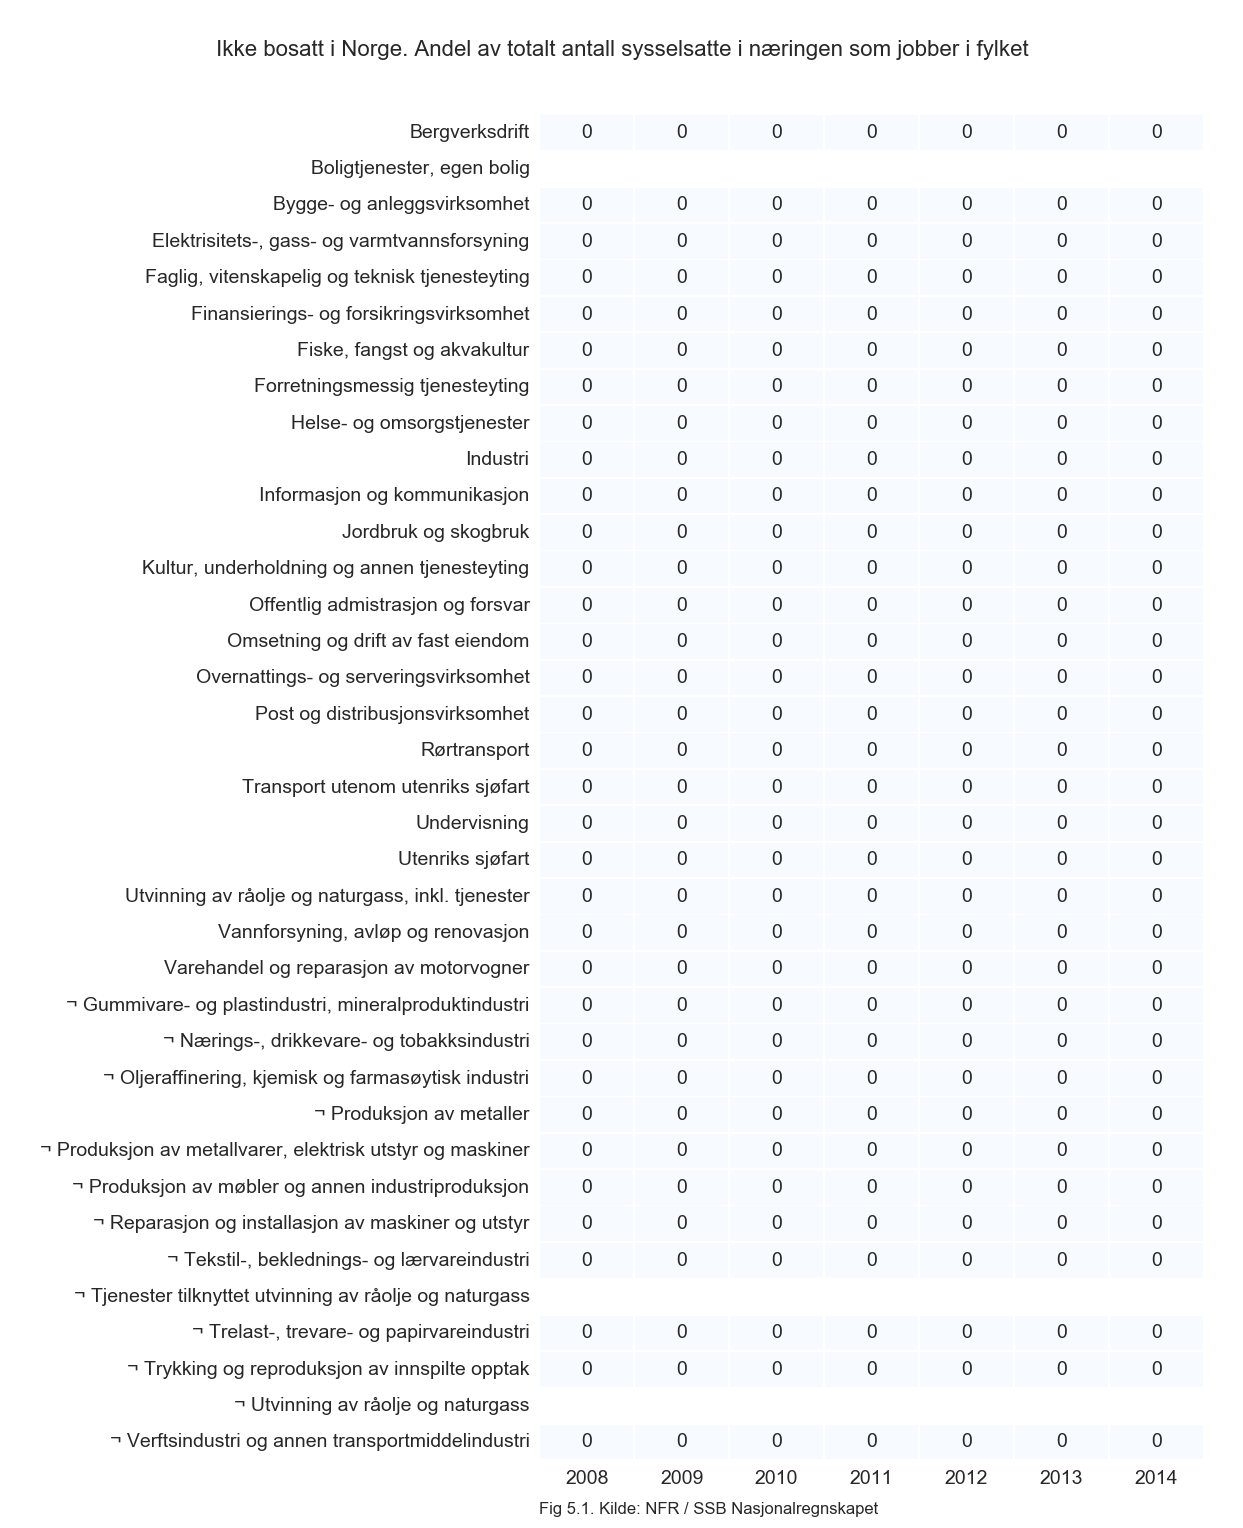 Ikke bosatt i Norge. Andel av totalt antall sysselsatte i næringen som jobber i fylket
Bergverksdrift 0 0 0 0 0 0 0
Boligtjenester, egen bolig
Bygge- og anleggsvirksomhet 0 0 0 0 0 0 0
Elektrisitets-, gass- og varmtvannsforsyning 0 0 0 0 0 0 0
Faglig, vitenskapelig og teknisk tjenesteyting 0 0 0 0 0 0 0
Finansierings- og forsikringsvirksomhet 0 0 0 0 0 0 0
Fiske, fangst og akvakultur 0 0 0 0 0 0 0
Forretningsmessig tjenesteyting 0 0 0 0 0 0 0
Helse- og omsorgstjenester 0 0 0 0 0 0 0
Industri 0 0 0 0 0 0 0
Informasjon og kommunikasjon 0 0 0 0 0 0 0
Jordbruk og skogbruk 0 0 0 0 0 0 0
Kultur, underholdning og annen tjenesteyting 0 0 0 0 0 0 0
Offentlig admistrasjon og forsvar 0 0 0 0 0 0 0
Omsetning og drift av fast eiendom 0 0 0 0 0 0 0
Overnattings- og serveringsvirksomhet 0 0 0 0 0 0 0
Post og distribusjonsvirksomhet 0 0 0 0 0 0 0
Rørtransport 0 0 0 0 0 0 0
Transport utenom utenriks sjøfart 0 0 0 0 0 0 0
Undervisning 0 0 0 0 0 0 0
Utenriks sjøfart 0 0 0 0 0 0 0
Utvinning av råolje og naturgass, inkl. tjenester 0 0 0 0 0 0 0
Vannforsyning, avløp og renovasjon 0 0 0 0 0 0 0
Varehandel og reparasjon av motorvogner 0 0 0 0 0 0 0
¬ Gummivare- og plastindustri, mineralproduktindustri 0 0 0 0 0 0 0
¬ Nærings-, drikkevare- og tobakksindustri 0 0 0 0 0 0 0
¬ Oljeraffinering, kjemisk og farmasøytisk industri 0 0 0 0 0 0 0
¬ Produksjon av metaller 0 0 0 0 0 0 0
¬ Produksjon av metallvarer, elektrisk utstyr og maskiner 0 0 0 0 0 0 0
¬ Produksjon av møbler og annen industriproduksjon 0 0 0 0 0 0 0
¬ Reparasjon og installasjon av maskiner og utstyr 0 0 0 0 0 0 0
¬ Tekstil-, beklednings- og lærvareindustri 0 0 0 0 0 0 0
¬ Tjenester tilknyttet utvinning av råolje og naturgass
¬ Trelast-, trevare- og papirvareindustri 0 0 0 0 0 0 0
¬ Trykking og reproduksjon av innspilte opptak 0 0 0 0 0 0 0
¬ Utvinning av råolje og naturgass
¬ Verftsindustri og annen transportmiddelindustri 0 0 0 0 0 0 0
2008 2009 2010 2011 2012 2013 2014
Fig 5.1. Kilde: NFR / SSB Nasjonalregnskapet